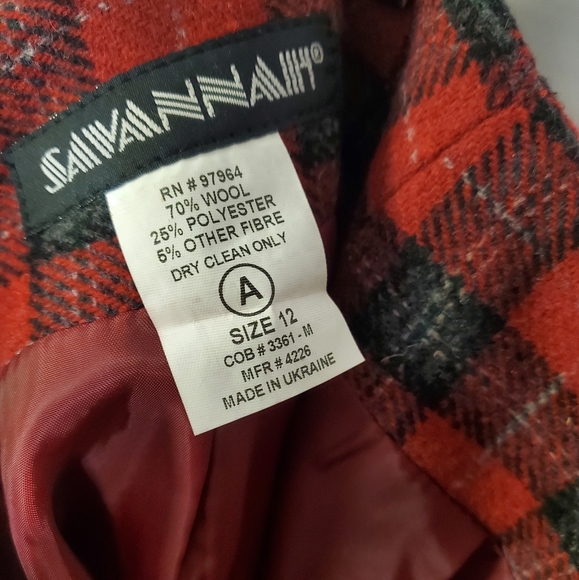 SAVANNAH®
RN # 97964
70% WOOL
25% POLYESTER
5% OTHER FIBRE
DRY CLEAN ONLY
A
SIZE 12
COB # 3361 - M
MFR # 4226
MADE IN UKRAINE